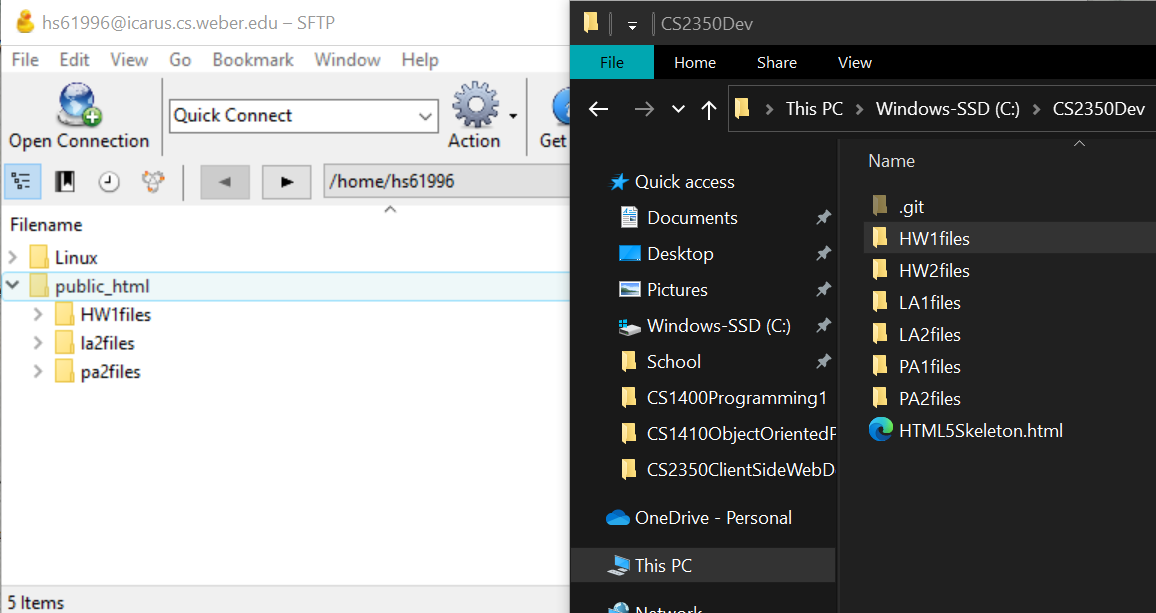 hs61996@icarus.cs.weber.edu – SFTP
File Edit View Go Bookmark Window Help
Open Connection
Quick Connect
Action
Get
/home/hs61996
Filename
Linux
public_html
HW1files
la2files
pa2files
5 Items
CS2350Dev
File Home Share View
This PC > Windows-SSD (C:) > CS2350Dev
Quick access
Documents
Desktop
Pictures
Windows-SSD (C:)
School
CS1400Programming1
CS1410ObjectOrientedP
CS2350ClientSideWebD
OneDrive - Personal
This PC
Network
Name
.git
HW1files
HW2files
LA1files
LA2files
PA1files
PA2files
HTML5Skeleton.html